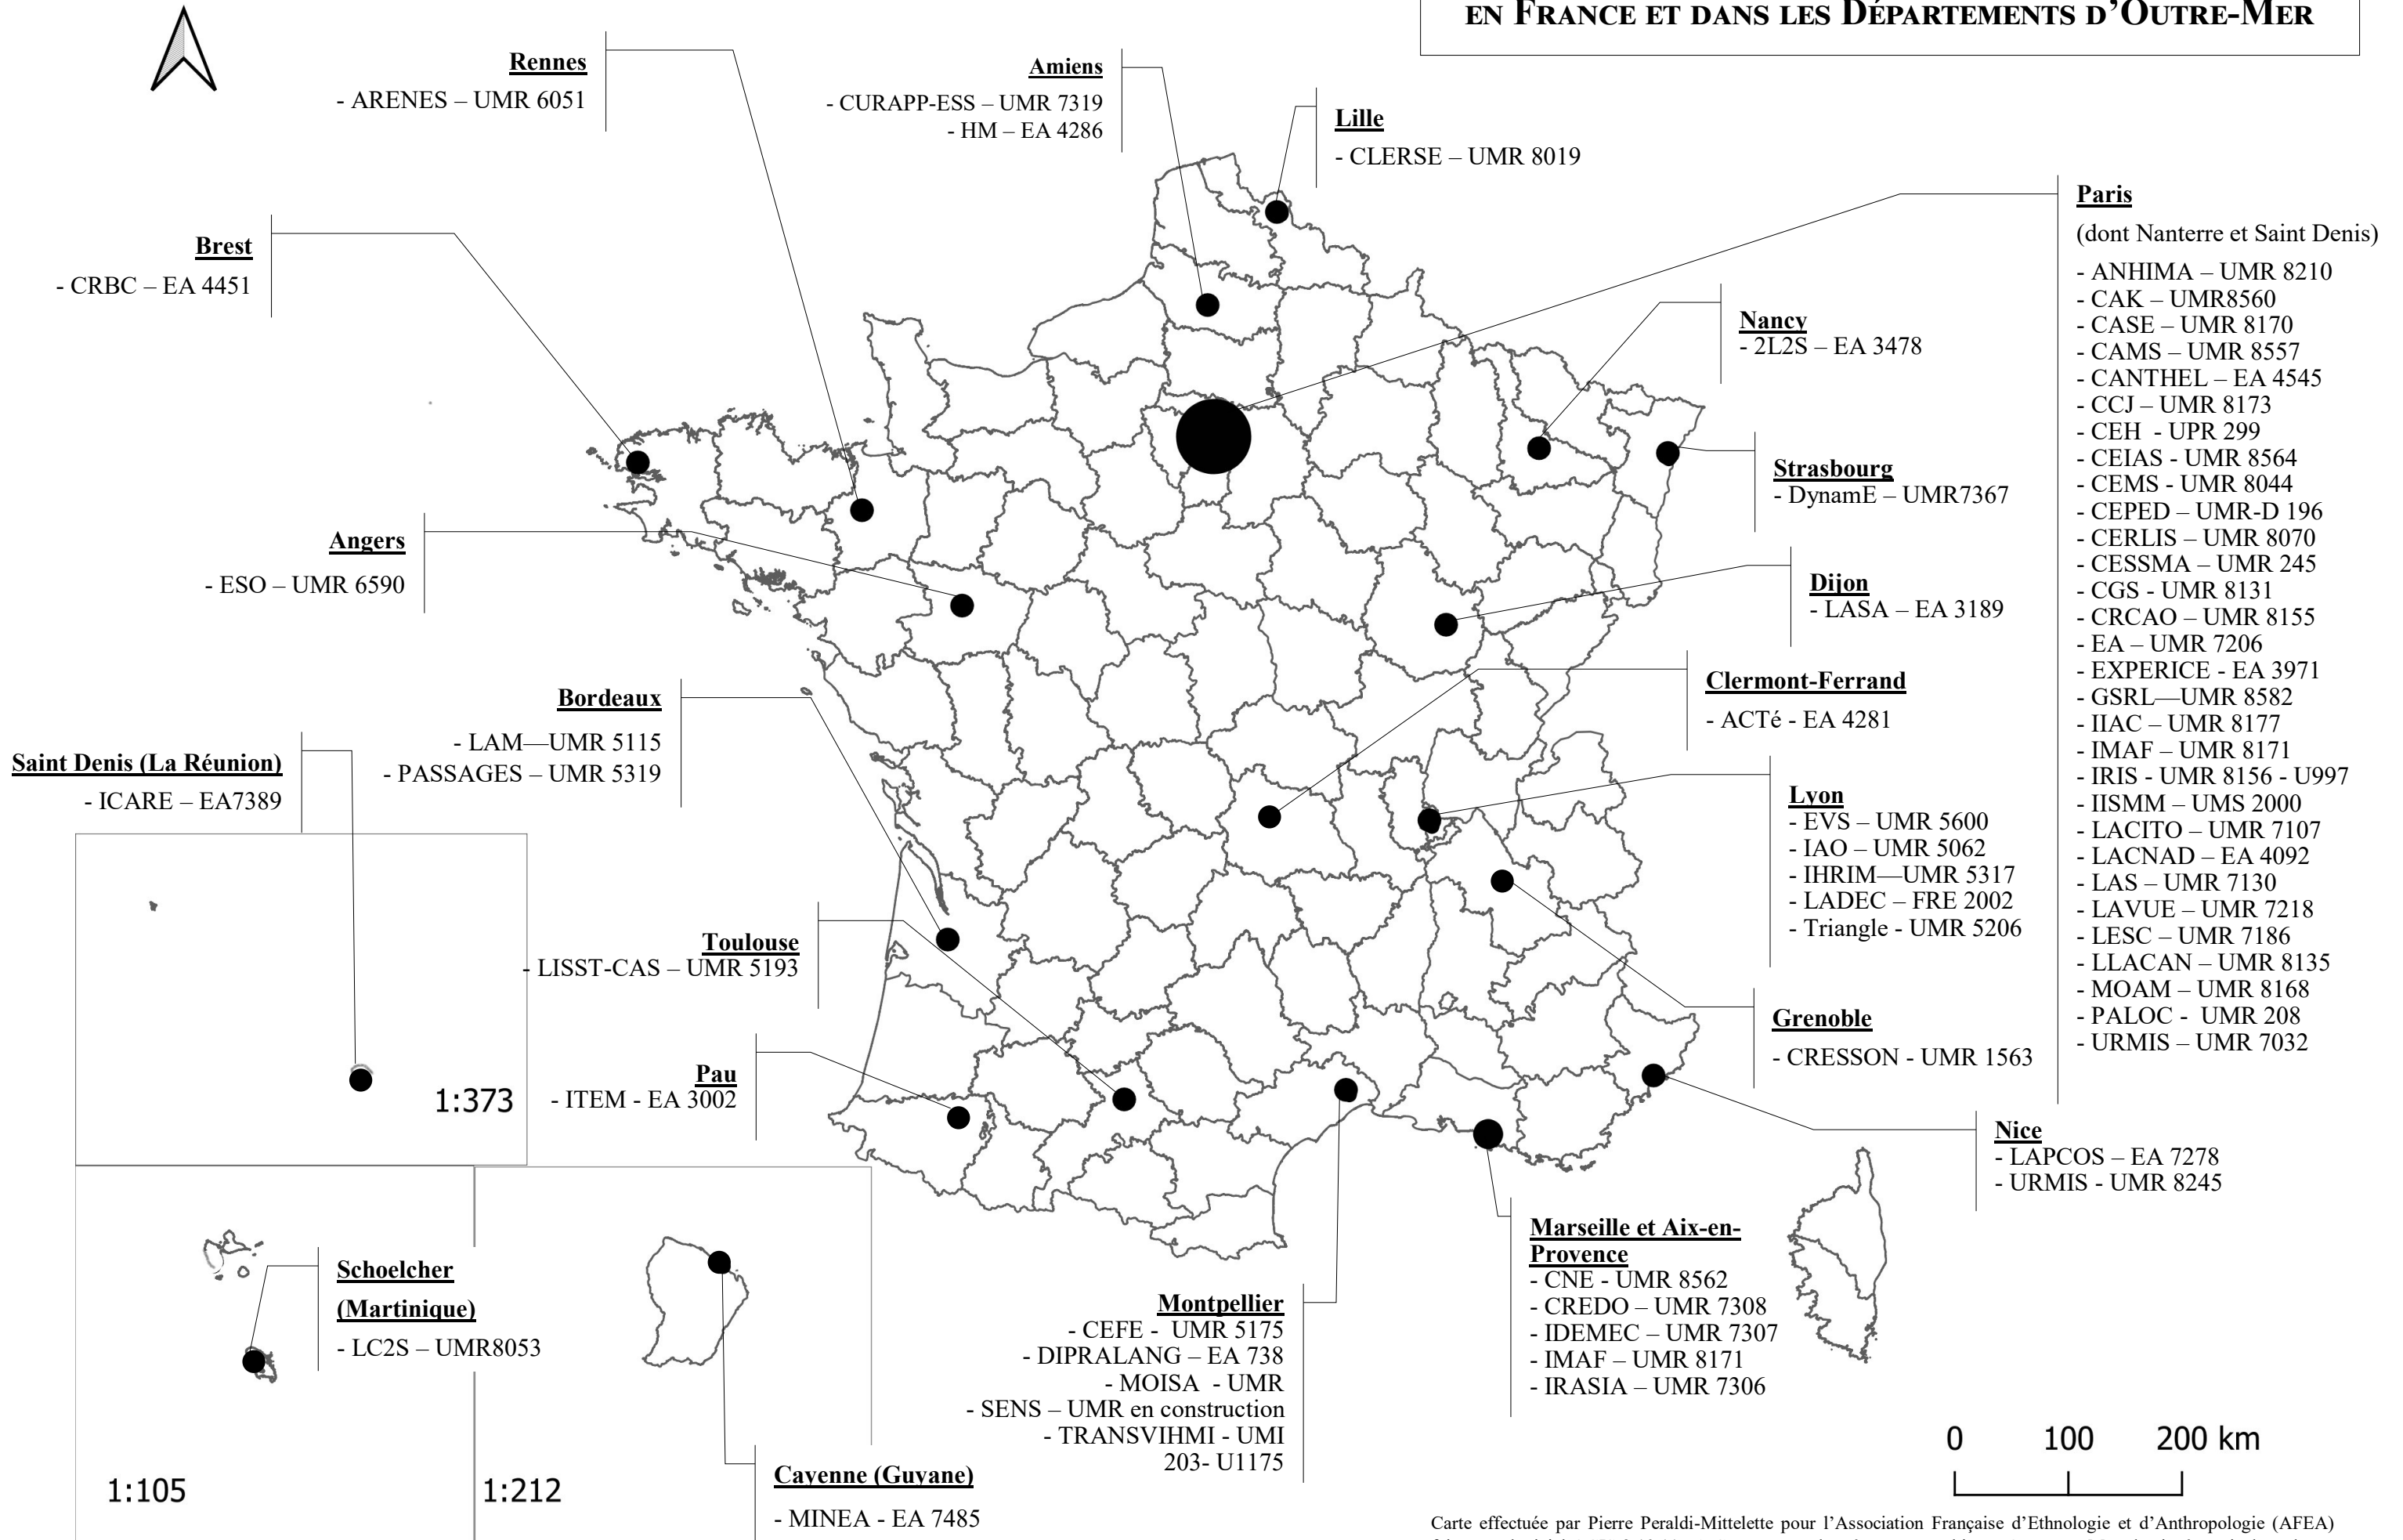 EN FRANCE ET DANS LES DÉPARTEMENTS D'OUTRE-MER
Rennes
- ARENES – UMR 6051
Amiens
- CURAPP-ESS – UMR 7319
- HM – EA 4286
Lille
- CLERSE – UMR 8019
Paris
(dont Nanterre et Saint Denis)
- ANHIMA – UMR 8210
- CAK – UMR8560
- CASE – UMR 8170
- CAMS – UMR 8557
- CANTHEL – EA 4545
- CCJ – UMR 8173
- CEH - UPR 299
- CEIAS - UMR 8564
- CEMS - UMR 8044
- CEPED – UMR-D 196
- CERLIS – UMR 8070
- CESSMA – UMR 245
- CGS - UMR 8131
- CRCAO – UMR 8155
- EA – UMR 7206
- EXPERICE - EA 3971
- GSRL—UMR 8582
- IIAC – UMR 8177
- IMAF – UMR 8171
- IRIS - UMR 8156 - U997
- IISMM – UMS 2000
- LACITO – UMR 7107
- LACNAD – EA 4092
- LAS – UMR 7130
- LAVUE – UMR 7218
- LESC – UMR 7186
- LLACAN – UMR 8135
- MOAM – UMR 8168
- PALOC - UMR 208
- URMIS – UMR 7032
Brest
- CRBC – EA 4451
Nancy
- 2L2S – EA 3478
Strasbourg
- DynamE – UMR7367
Angers
- ESO – UMR 6590
Dijon
- LASA – EA 3189
Bordeaux
- LAM—UMR 5115
- PASSAGES – UMR 5319
Clermont-Ferrand
- ACTé - EA 4281
Saint Denis (La Réunion)
- ICARE – EA7389
1:373
Lyon
- EVS – UMR 5600
- IAO – UMR 5062
- IHRIM—UMR 5317
- LADEC – FRE 2002
- Triangle - UMR 5206
Toulouse
- LISST-CAS – UMR 5193
Grenoble
- CRESSON - UMR 1563
Pau
- ITEM - EA 3002
Nice
- LAPCOS – EA 7278
- URMIS - UMR 8245
Marseille et Aix-en-
Provence
- CNE - UMR 8562
- CREDO – UMR 7308
- IDEMEC – UMR 7307
- IMAF – UMR 8171
- IRASIA – UMR 7306
Schoelcher
(Martinique)
- LC2S – UMR8053
1:105
Montpellier
- CEFE - UMR 5175
- DIPRALANG – EA 738
- MOISA - UMR
- SENS – UMR en construction
- TRANSVIHMI - UMI
203- U1175
1:212
Cayenne (Guyane)
- MINEA - EA 7485
0 100 200 km
Carte effectuée par Pierre Peraldi-Mittelette pour l'Association Française d'Ethnologie et d'Anthropologie (AFEA)